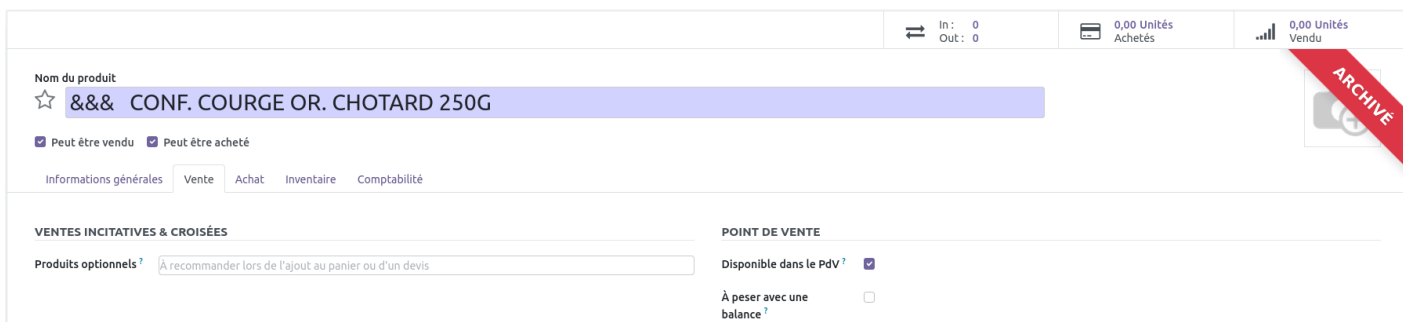 In : 0
Out : 0
0,00 Unités
Achetés
0,00 Unités
Vendu
ARCHIVÉ
Nom du produit
&&& CONF. COURGE OR. CHOTARD 250G
Peut être vendu Peut être acheté
Informations générales Vente Achat Inventaire Comptabilité
VENTES INCITATIVES & CROISÉES
Produits optionnels ? À recommander lors de l'ajout au panier ou d'un devis
POINT DE VENTE
Disponible dans le PdV ?
À peser avec une
balance ?